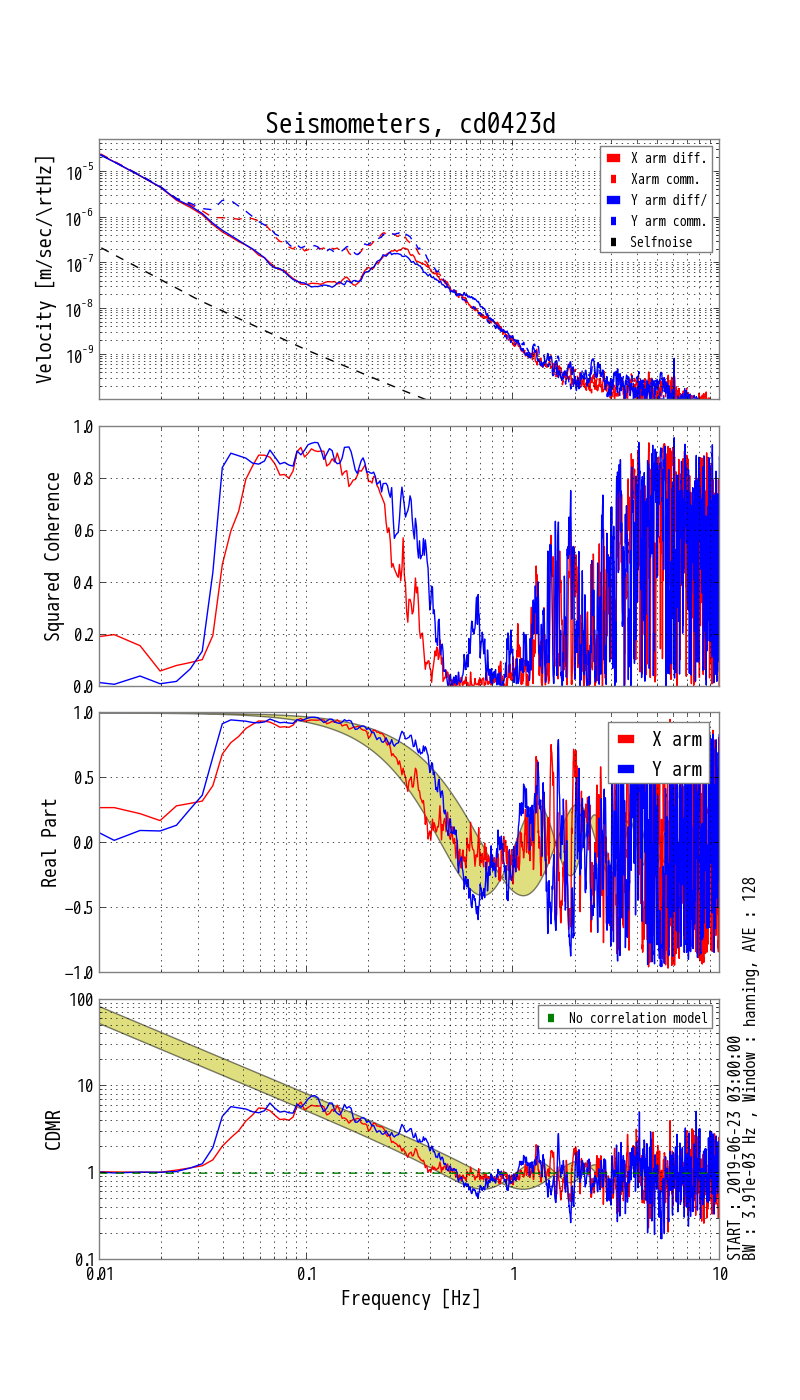 Seismometers, cd0423d
Velocity [m/sec/\rtHz]
10^-5
10^-6
10^-7
10^-8
10^-9
X arm diff.
Xarm comm.
Y arm diff/
Y arm comm.
Selfnoise
Squared Coherence
1.0
0.8
0.6
0.4
0.2
0.0
Real Part
1.0
0.5
0.0
−0.5
−1.0
X arm
Y arm
CDMR
100
10
1
0.1
No correlation model
0.01
0.1
1
10
Frequency [Hz]
START : 2019-06-23 03:00:00
BW : 3.91e-03 Hz , Window : hanning, AVE : 128